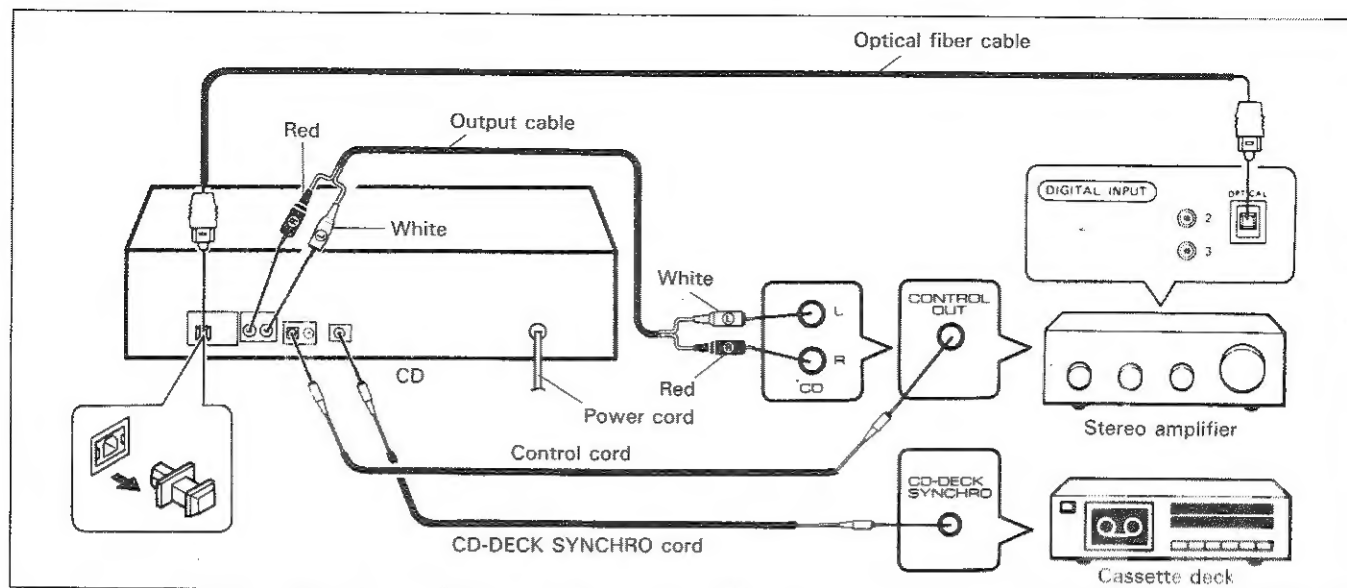 Optical fiber cable
Output cable
Red
White
DIGITAL INPUT
OPTICAL
2
3
R
L
White
L
L
CONTROL
OUT
R
R
Red
CD
CD
Power cord
Stereo amplifier
Control cord
CD-DECK
SYNCHRO
CD-DECK SYNCHRO cord
Cassette deck